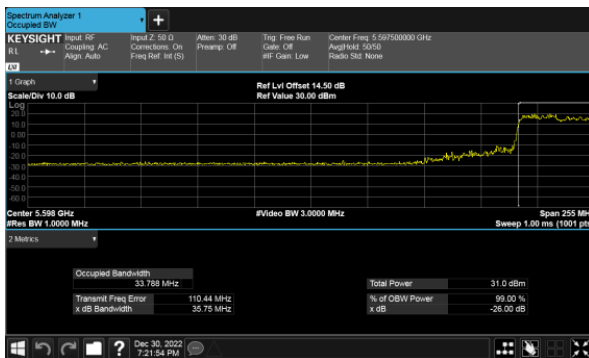 Spectrum Analyzer 1
Occupied BW
+
KEYSIGHT Input: RF Input Z: 50 Ω Atten: 30 dB Trig: Free Run Center Freq: 5.597500000 GHz
RL Coupling: AC Corrections: On Preamp: Off Gate: Off Avg|Hold: 50/50
Align: Auto Freq Ref: Int (S) #IF Gain: Low Radio Std: None
LXI
1 Graph Ref Lvl Offset 14.50 dB
Scale/Div 10.0 dB Ref Value 30.00 dBm
Log
20.0
10.0
0.00
-10.0
-20.0
-30.0
-40.0
-50.0
-60.0
Center 5.598 GHz #Video BW 3.0000 MHz Span 255 MH
#Res BW 1.0000 MHz Sweep 1.00 ms (1001 pts
2 Metrics
Occupied Bandwidth
33.788 MHz Total Power 31.0 dBm
Transmit Freq Error 110.44 MHz % of OBW Power 99.00 %
x dB Bandwidth 35.75 MHz x dB -26.00 dB
? Dec 30, 2022
7:21:54 PM